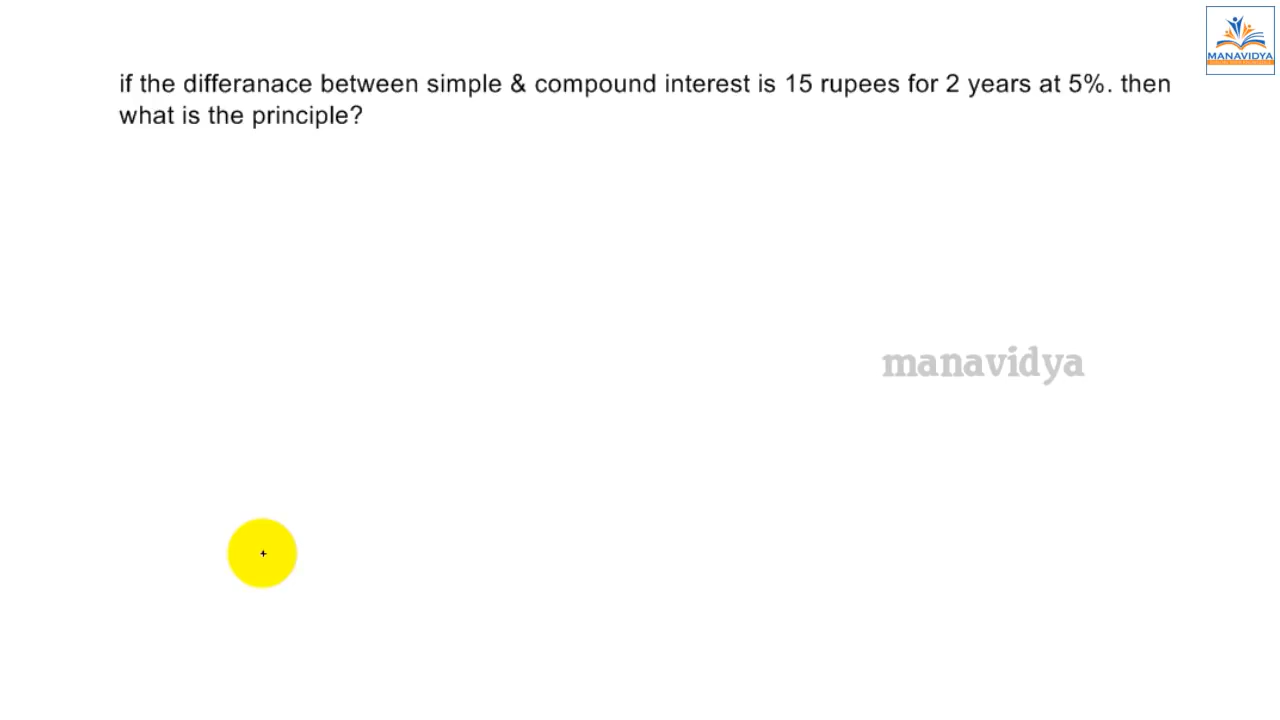 MANAVIDYA
if the differanace between simple & compound interest is 15 rupees for 2 years at 5%. then
what is the principle?
manavidya